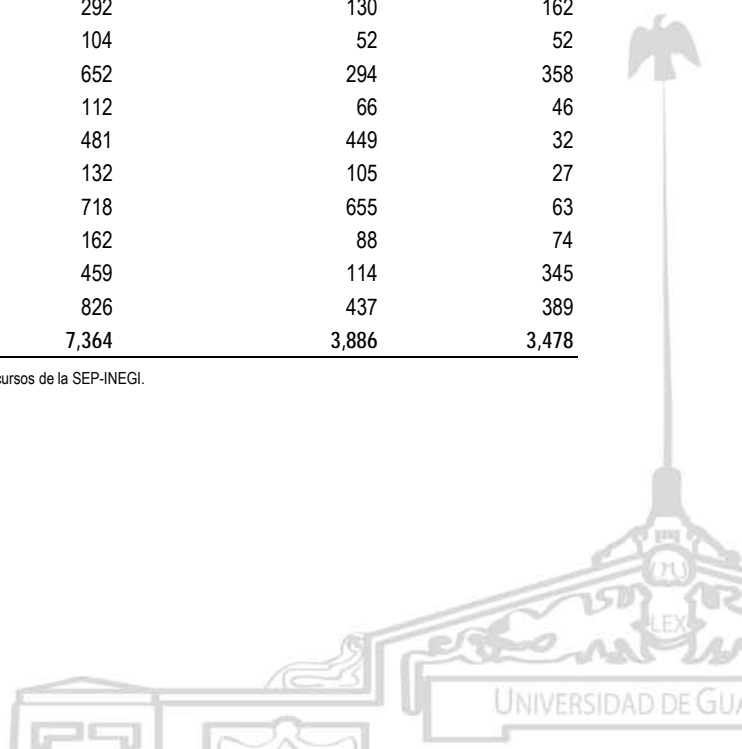 292 130 162
104 52 52
652 294 358
112 66 46
481 449 32
132 105 27
718 655 63
162 88 74
459 114 345
826 437 389
7,364 3,886 3,478
cursos de la SEP-INEGI.
LEX
UNIVERSIDAD DE GUA